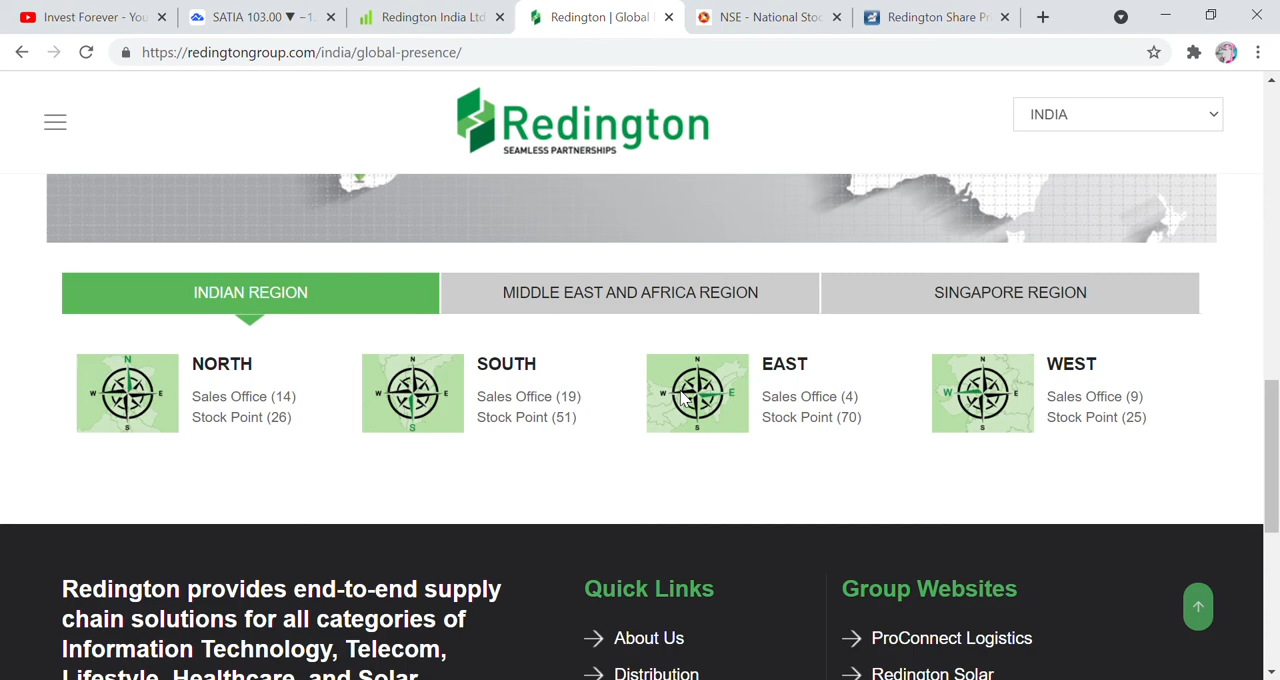 Invest Forever - You
SATIA 103.00 ▼ −1.
Redington India Ltd
Redington | Global
NSE - National Stoc
Redington Share Pri
https://redingtongroup.com/india/global-presence/
Redington
SEAMLESS PARTNERSHIPS
INDIA
INDIAN REGION
MIDDLE EAST AND AFRICA REGION
SINGAPORE REGION
N
W E
S
NORTH
Sales Office (14)
Stock Point (26)
N
W E
S
SOUTH
Sales Office (19)
Stock Point (51)
N
W E
S
EAST
Sales Office (4)
Stock Point (70)
N
W E
S
WEST
Sales Office (9)
Stock Point (25)
Redington provides end-to-end supply
chain solutions for all categories of
Information Technology, Telecom,
Lifestyle, Healthcare, and Solar
Quick Links
About Us
Distribution
Group Websites
ProConnect Logistics
Redington Solar